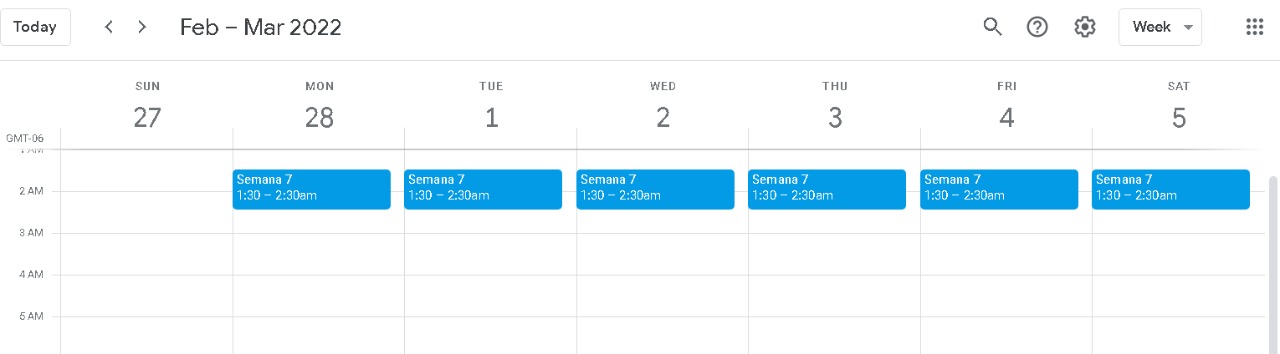 Today
Feb – Mar 2022
Week
SUN MON TUE WED THU FRI SAT
27 28 1 2 3 4 5
GMT-06
1 AM
Semana 7 Semana 7 Semana 7 Semana 7 Semana 7 Semana 7
2 AM
1:30 – 2:30am 1:30 – 2:30am 1:30 – 2:30am 1:30 – 2:30am 1:30 – 2:30am 1:30 – 2:30am
3 AM
4 AM
5 AM